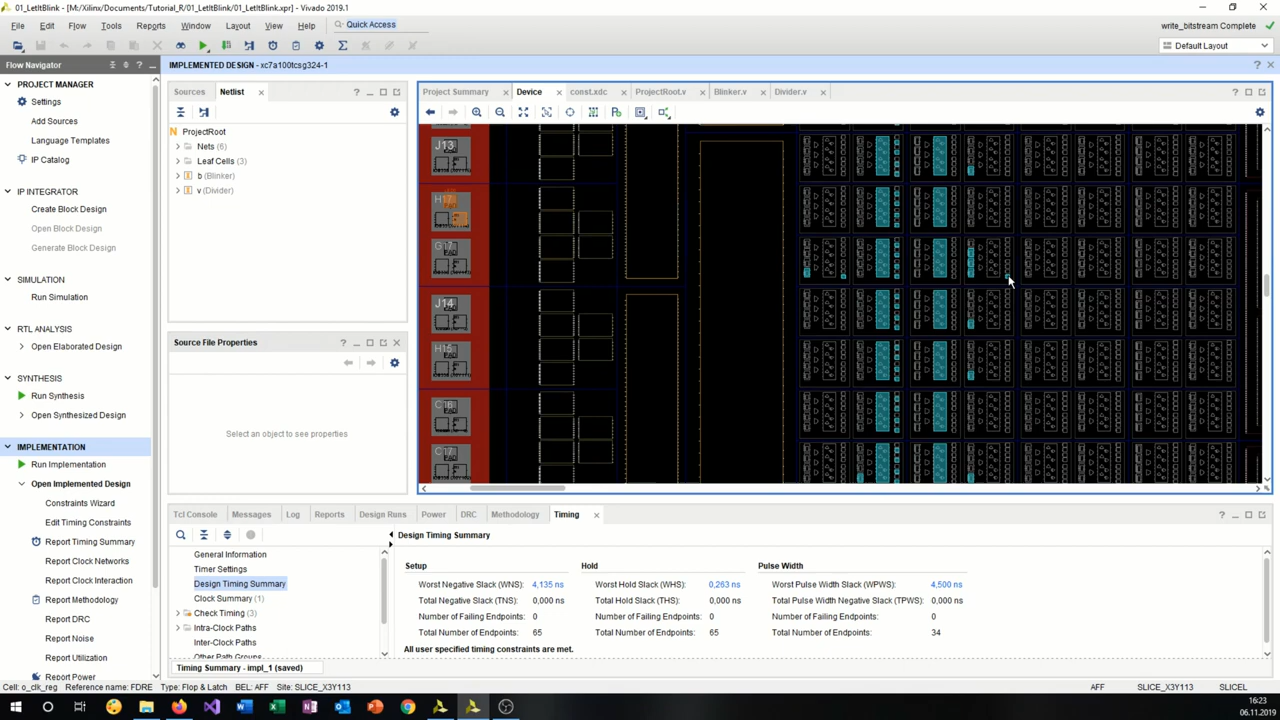 01_LetItBlink - [M:/Xilinx/Documents/Tutorial_R/01_LetItBlink/01_LetItBlink.xpr] - Vivado 2019.1
File Edit Flow Tools Reports Window Layout View Help Quick Access
write_bitstream Complete
Default Layout
Flow Navigator
IMPLEMENTED DESIGN - xc7a100tcsg324-1
PROJECT MANAGER
Settings
Add Sources
Language Templates
IP Catalog
IP INTEGRATOR
Create Block Design
Open Block Design
Generate Block Design
SIMULATION
Run Simulation
RTL ANALYSIS
Open Elaborated Design
SYNTHESIS
Run Synthesis
Open Synthesized Design
IMPLEMENTATION
Run Implementation
Open Implemented Design
Constraints Wizard
Edit Timing Constraints
Report Timing Summary
Report Clock Networks
Report Clock Interaction
Report Methodology
Report DRC
Report Noise
Report Utilization
Report Power
Sources Netlist
ProjectRoot
Nets (6)
Leaf Cells (3)
b (Blinker)
v (Divider)
Source File Properties
Select an object to see properties
Project Summary Device const.xdc ProjectRoot.v Blinker.v Divider.v
J13
H17
G17
J14
H15
C16
C17
Tcl Console Messages Log Reports Design Runs Power DRC Methodology Timing
General Information
Timer Settings
Design Timing Summary
Clock Summary (1)
Check Timing (3)
Intra-Clock Paths
Inter-Clock Paths
Other Path Groups
Design Timing Summary
Setup Hold Pulse Width
Worst Negative Slack (WNS): 4,135 ns Worst Hold Slack (WHS): 0,263 ns Worst Pulse Width Slack (WPWS): 4,500 ns
Total Negative Slack (TNS): 0,000 ns Total Hold Slack (THS): 0,000 ns Total Pulse Width Negative Slack (TPWS): 0,000 ns
Number of Failing Endpoints: 0 Number of Failing Endpoints: 0 Number of Failing Endpoints: 0
Total Number of Endpoints: 65 Total Number of Endpoints: 65 Total Number of Endpoints: 34
All user specified timing constraints are met.
Timing Summary - impl_1 (saved)
Cell: o_clk_reg Reference name: FDRE Type: Flop & Latch BEL: AFF Site: SLICE_X3Y113
AFF SLICE_X3Y113 SLICEL
16:23
06.11.2019